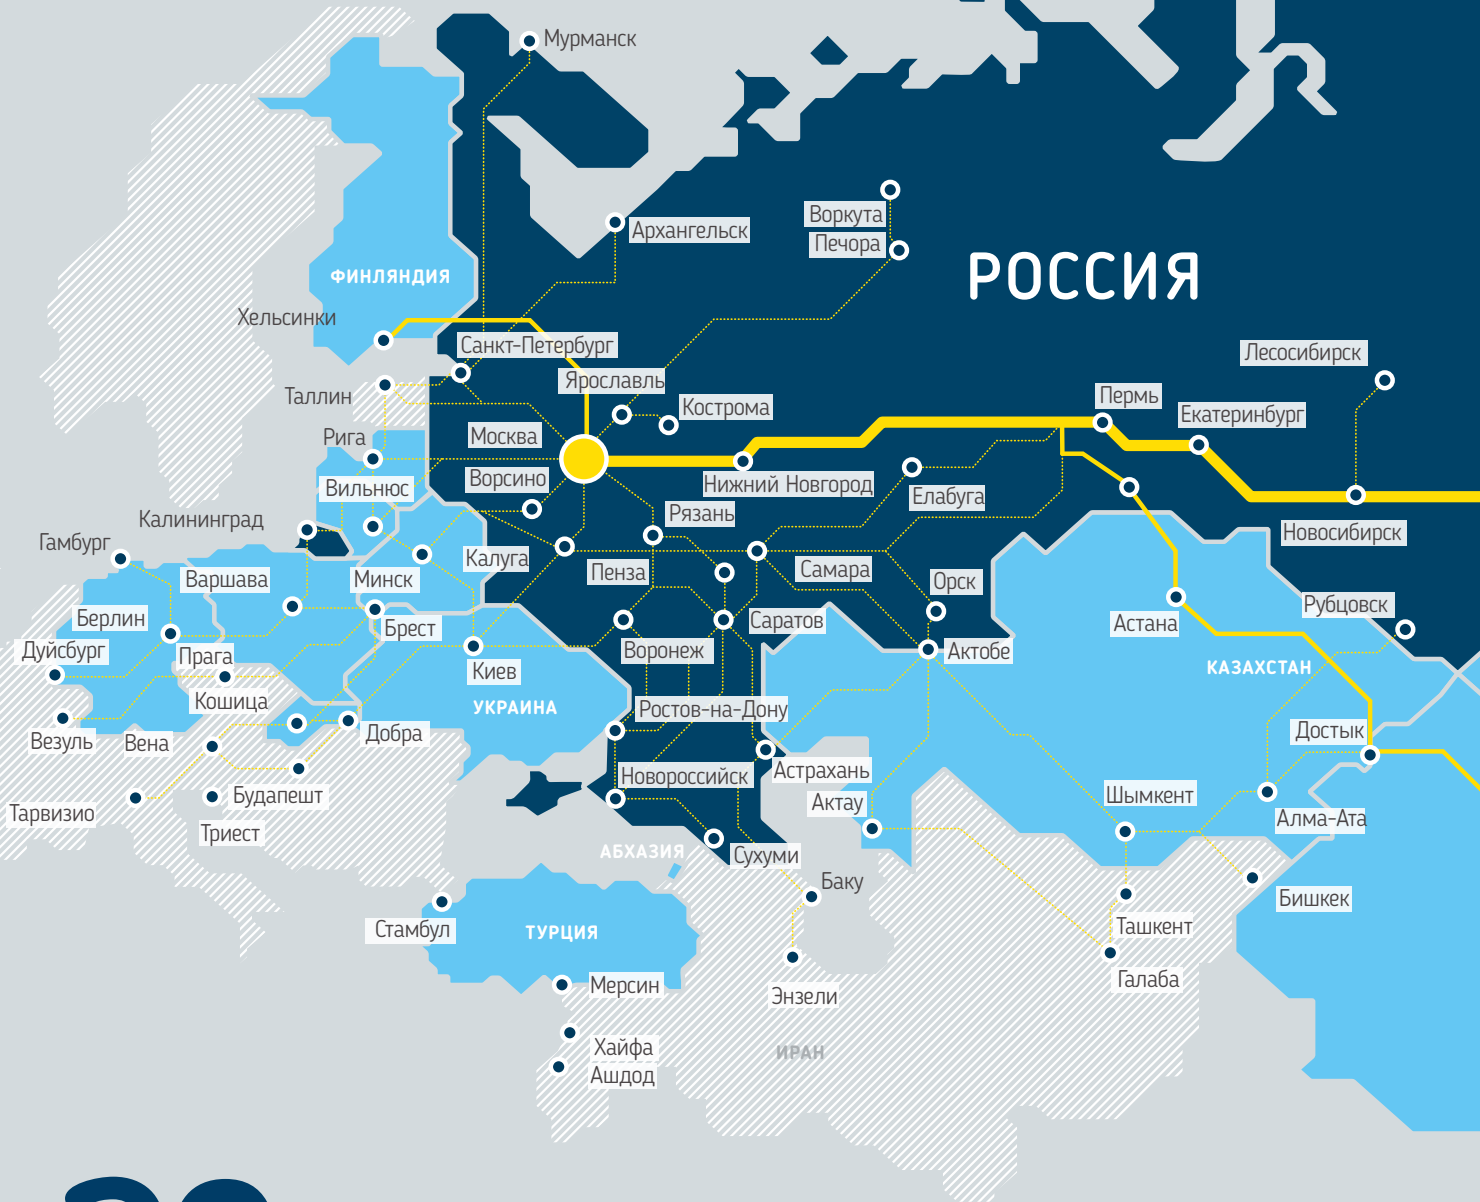 Мурманск
Воркута
Архангельск
Печора
РОССИЯ
ФИНЛЯНДИЯ
Хельсинки
Санкт-Петербург
Лесосибирск
Ярославль
Таллин
Кострома
Пермь
Екатеринбург
Рига
Москва
Ворсино
Нижний Новгород
Вильнюс
Елабуга
Калининград
Рязань
Новосибирск
Гамбург
Калуга
Варшава
Минск
Пенза
Самара
Орск
Рубцовск
Берлин
Брест
Саратов
Астана
Дуйсбург
Прага
Воронеж
Актобе
КАЗАХСТАН
Киев
Кошица
УКРАИНА
Ростов-на-Дону
Добра
Достык
Везуль
Вена
Новороссийск
Астрахань
Будапешт
Актау
Шымкент
Тарвизио
Алма-Ата
Триест
АБХАЗИЯ
Сухуми
Баку
Бишкек
Стамбул
ТУРЦИЯ
Ташкент
Мерсин
Галаба
Энзели
Хайфа
ИРАН
Ашдод